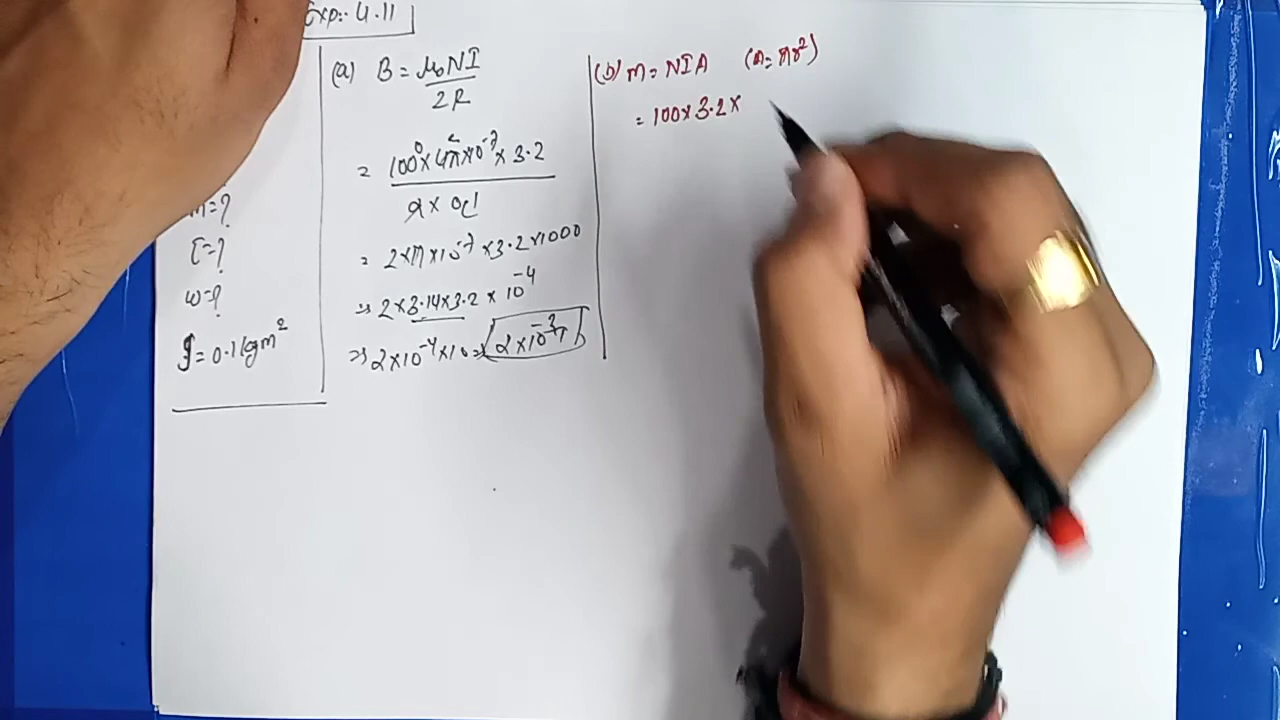 Exp:- 4.11
m=?
τ=?
ω=?
I = 0.1 kgm²
(a) B = μ₀NI / 2R
= 100 × 4π×10⁻⁷ × 3.2 / 2 × 0.1
= 2×π×10⁻⁷ × 3.2 × 1000
⇒ 2 × 3.14 × 3.2 × 10⁻⁴
⇒ 2×10⁻⁴×10 ⇒ 2×10⁻³T
(b) m = NIA (A = πr²)
= 100 × 3.2 ×